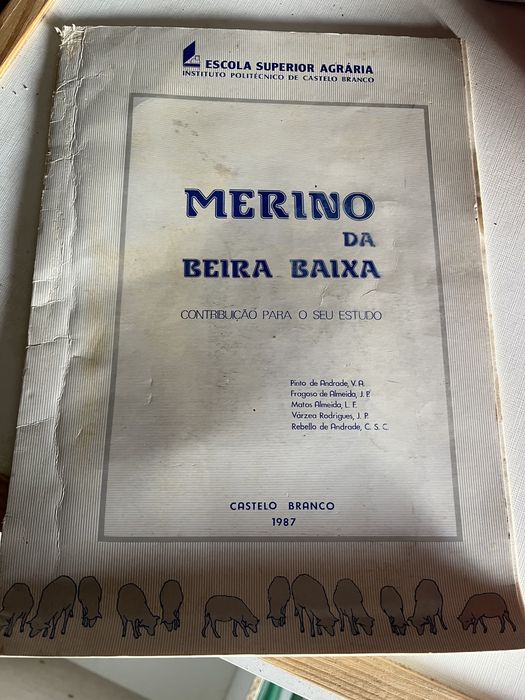 ESCOLA SUPERIOR AGRÁRIA
INSTITUTO POLITÉCNICO DE CASTELO BRANCO
MERINO
DA
BEIRA BAIXA
CONTRIBUIÇÃO PARA O SEU ESTUDO
Pinto de Andrade, V. A.
Fragoso de Almeida, J. P.
Matos Almeida, L. F.
Várzea Rodrigues, J. P.
Rebello de Andrade, C. S. C.
CASTELO BRANCO
1987